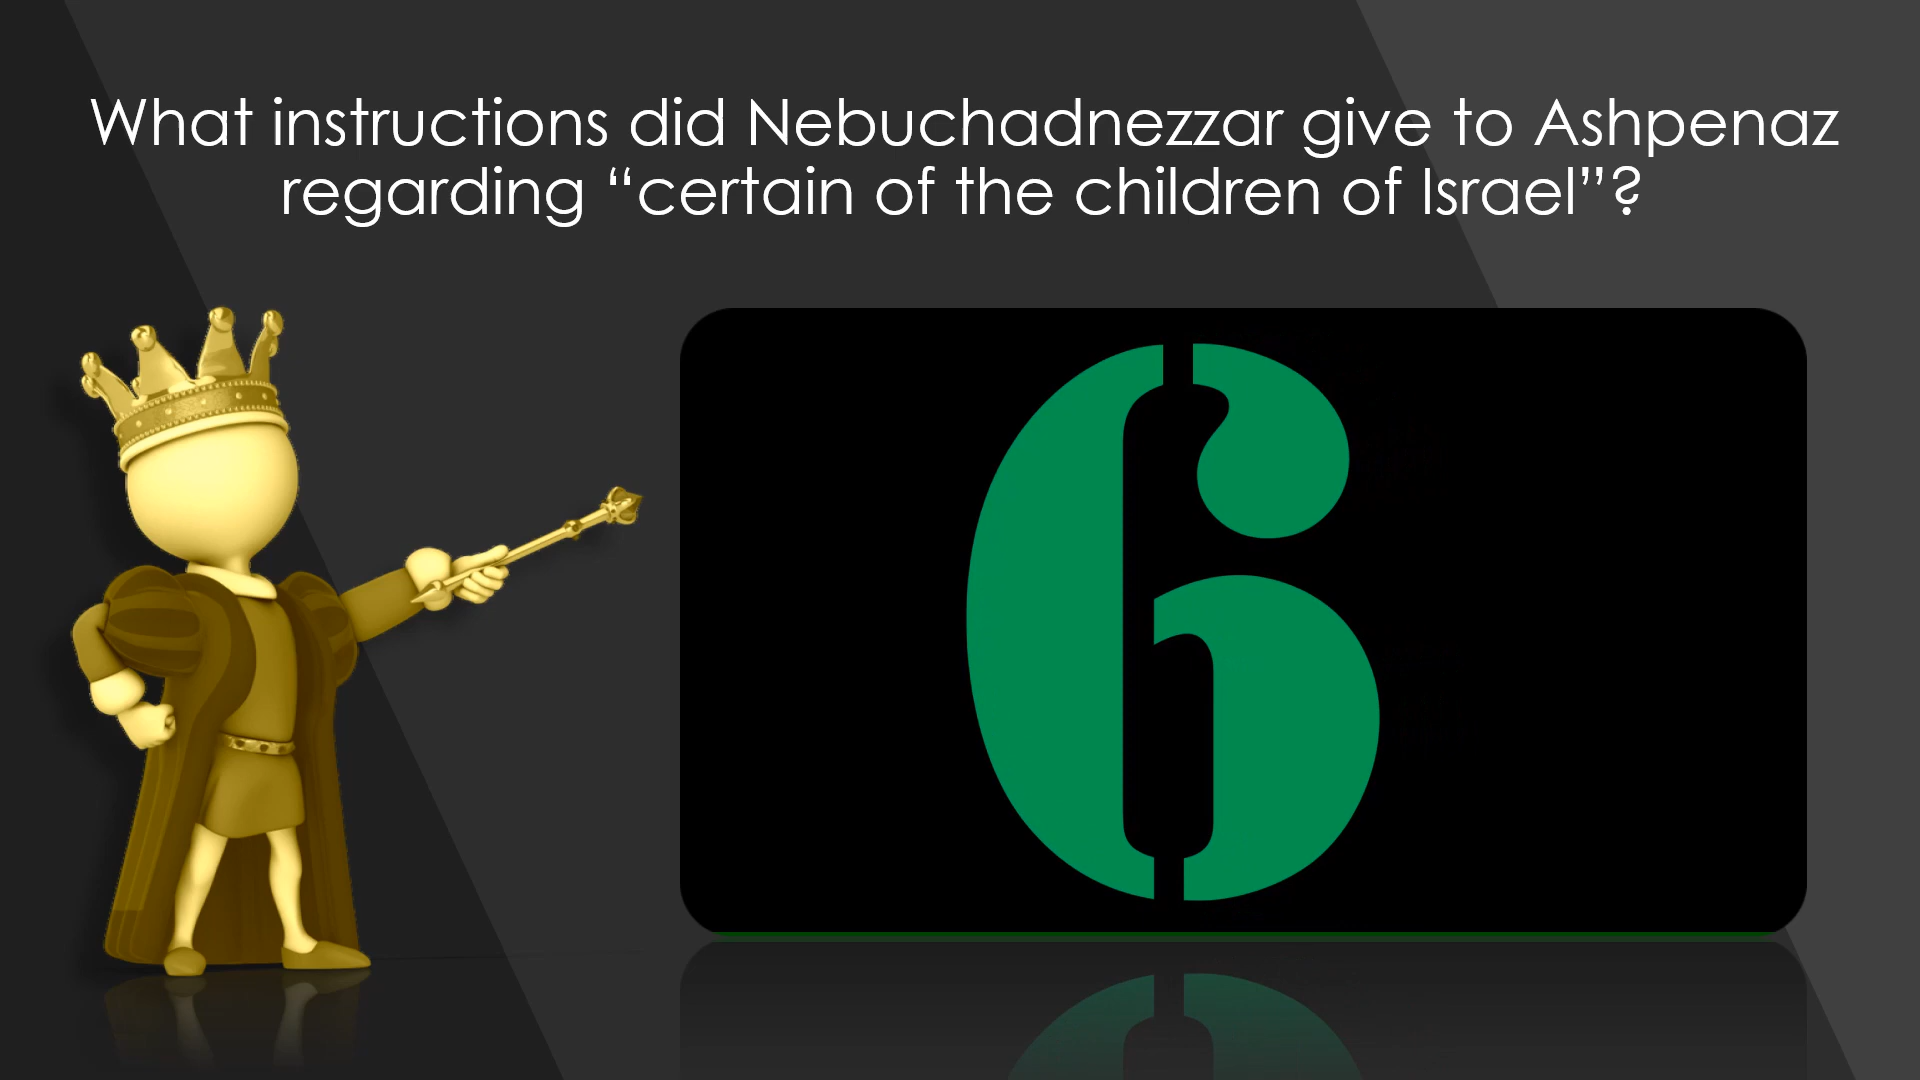 What instructions did Nebuchadnezzar give to Ashpenaz
regarding “certain of the children of Israel”?
6